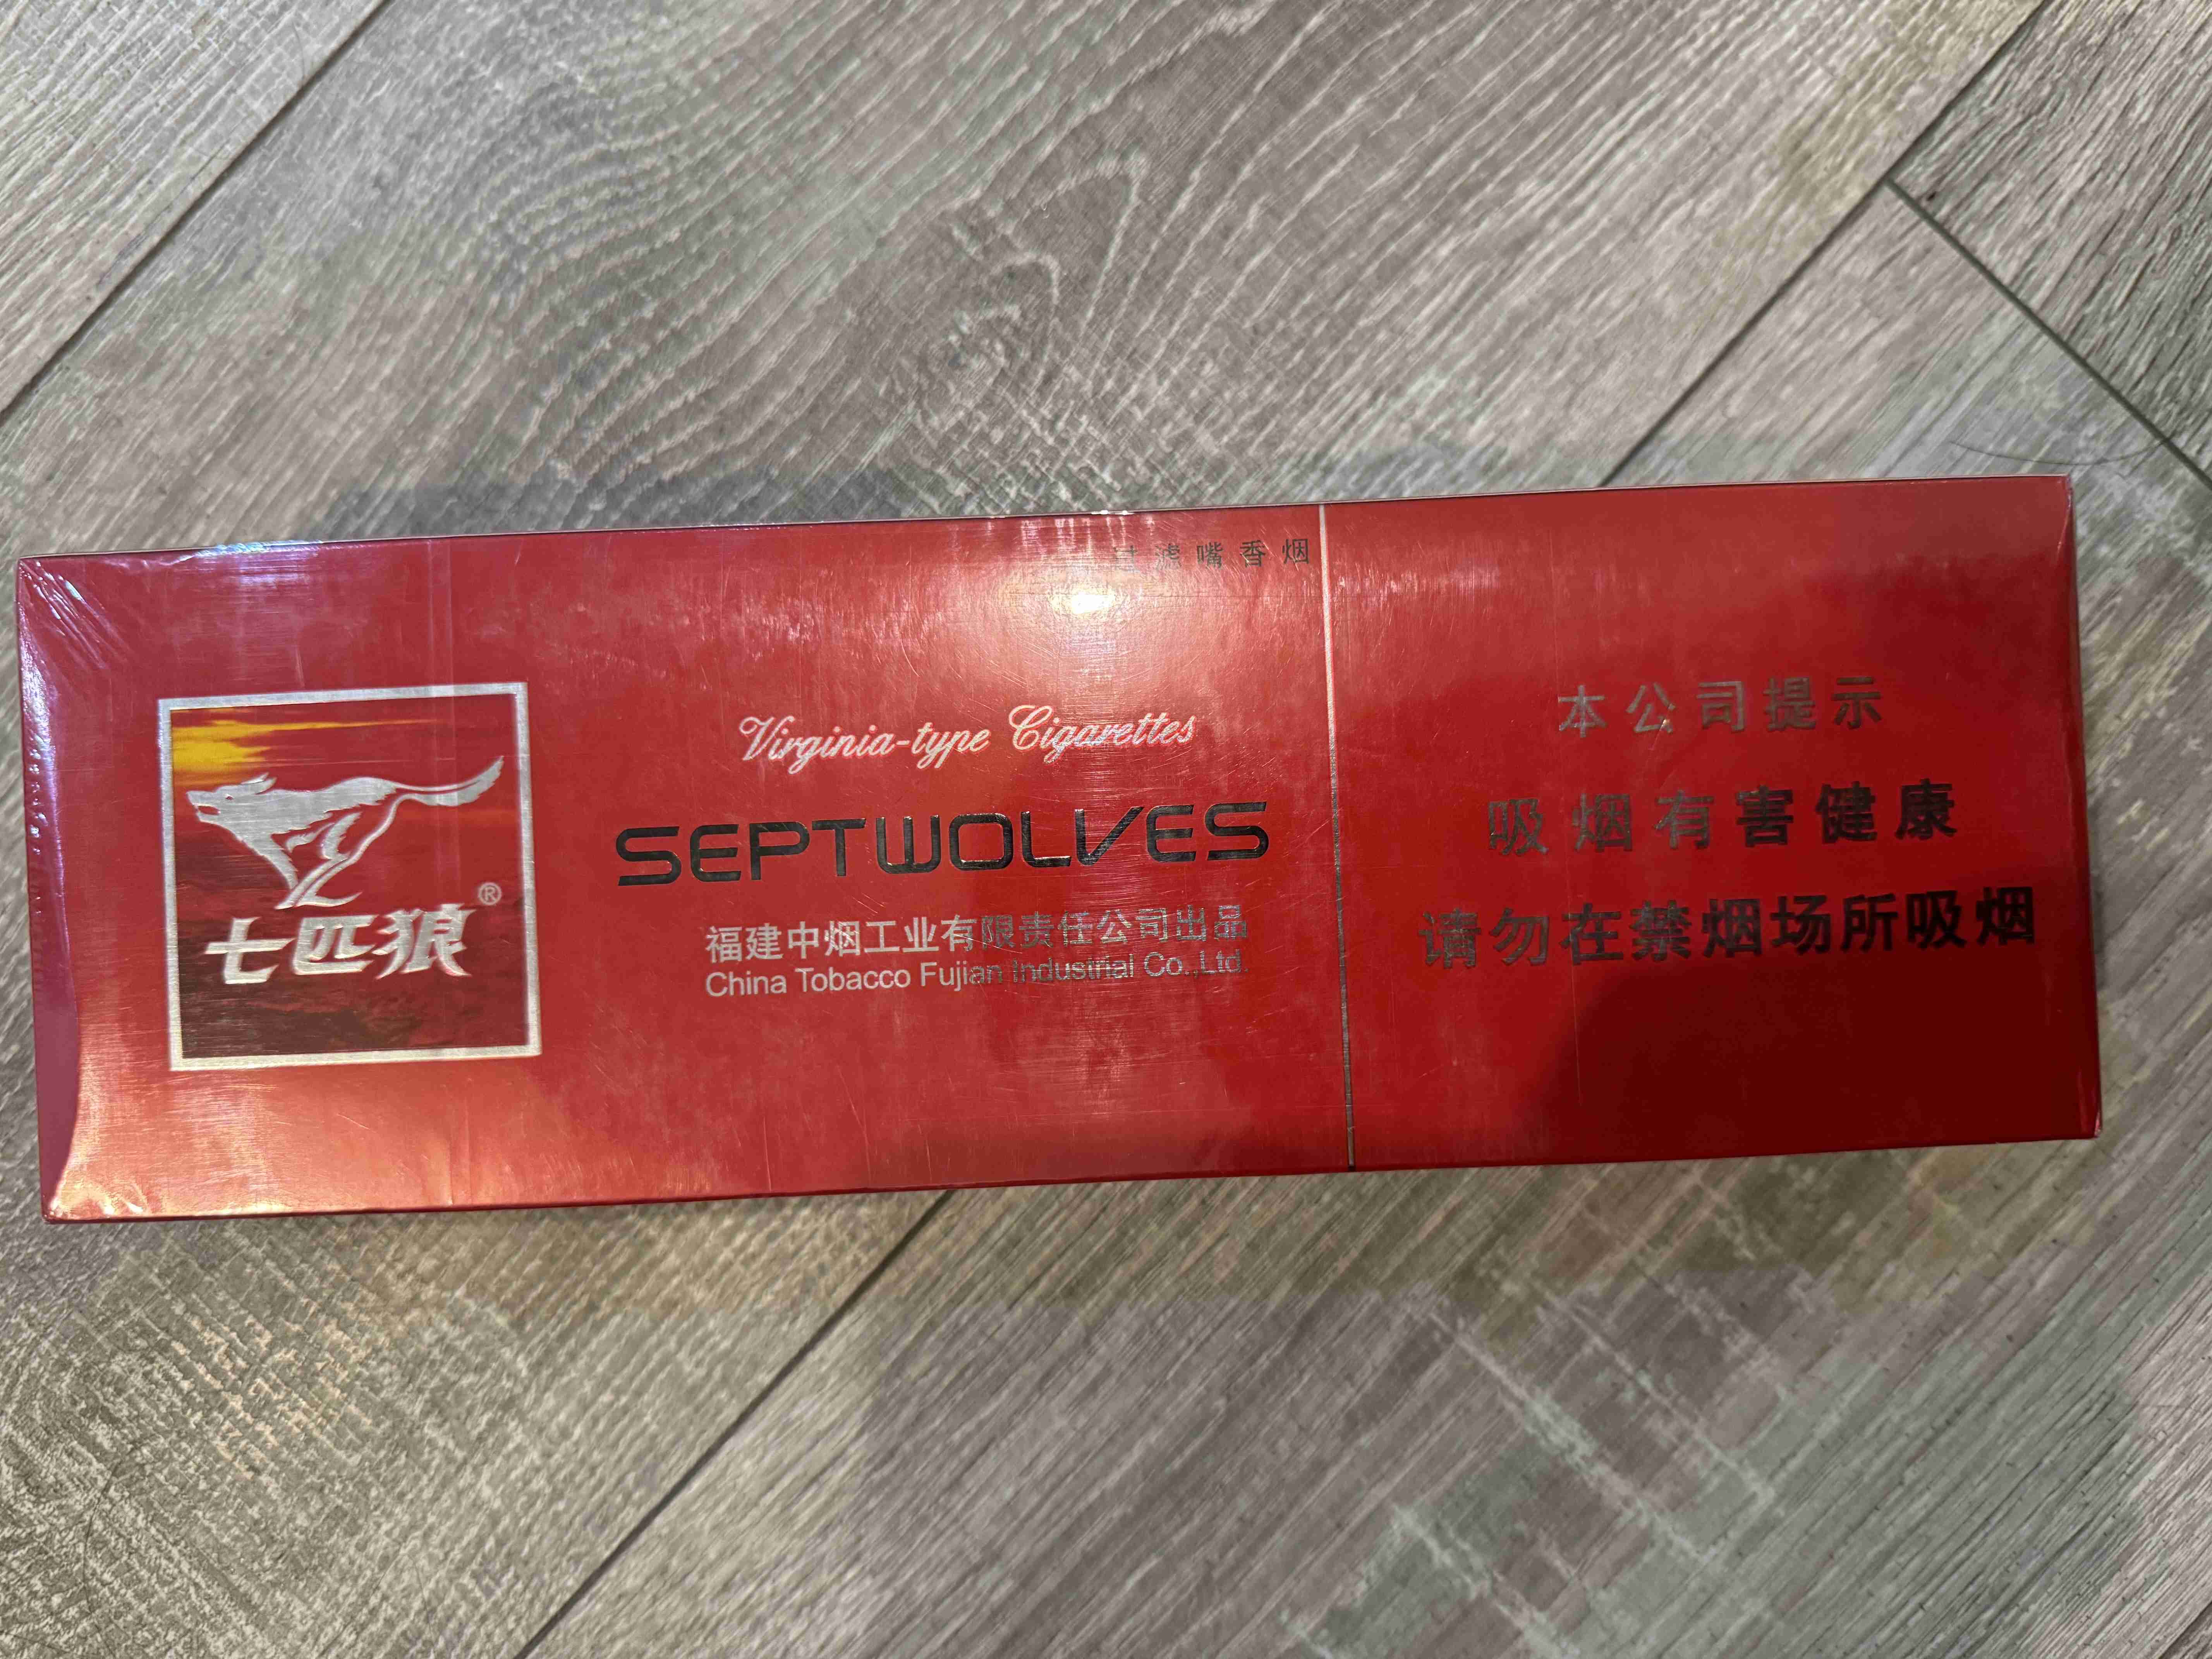 过滤嘴香烟
七匹狼®
Virginia-type Cigarettes
SEPTWOLVES
福建中烟工业有限责任公司出品
China Tobacco Fujian Industrial Co.,Ltd.
本公司提示
吸烟有害健康
请勿在禁烟场所吸烟